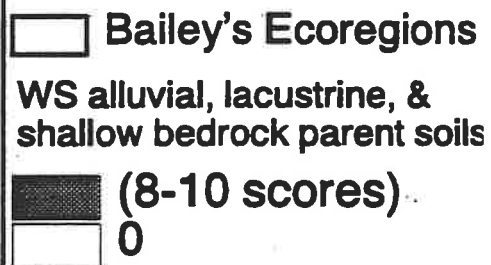 Bailey's Ecoregions
WS alluvial, lacustrine, &
shallow bedrock parent soils
(8-10 scores)
0